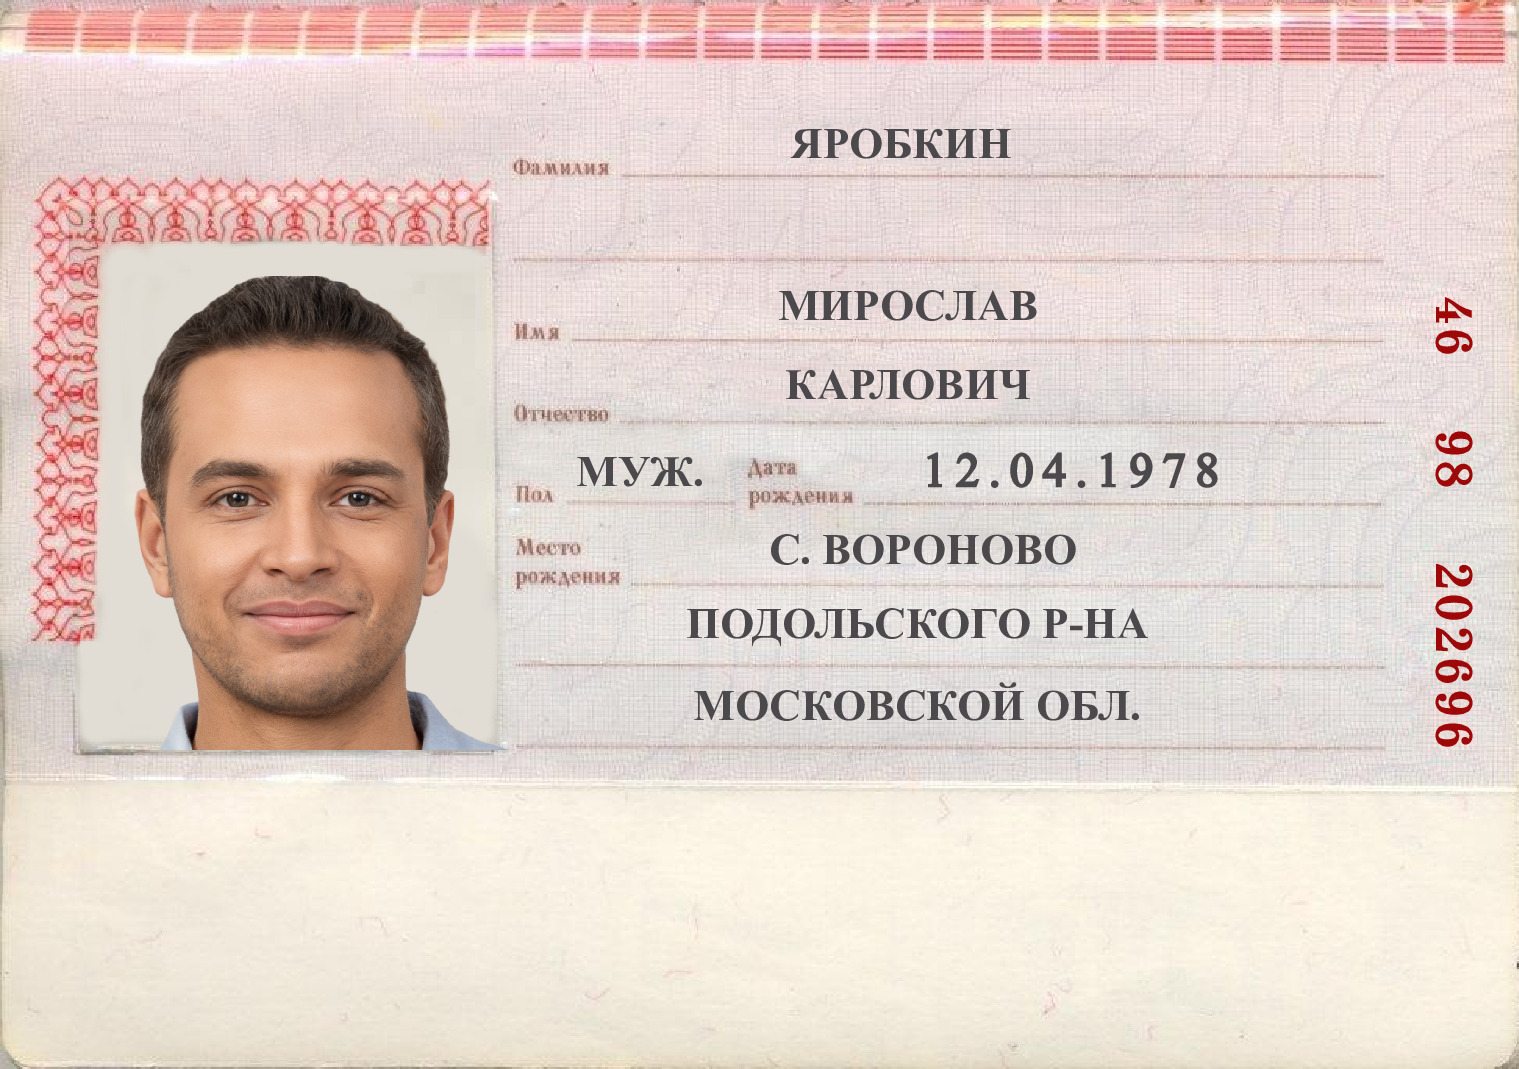 Фамилия ЯРОБКИН
Имя МИРОСЛАВ
Отчество КАРЛОВИЧ
Пол МУЖ. Дата рождения 12.04.1978
Место рождения С. ВОРОНОВО
ПОДОЛЬСКОГО Р-НА
МОСКОВСКОЙ ОБЛ.
46 98 202696